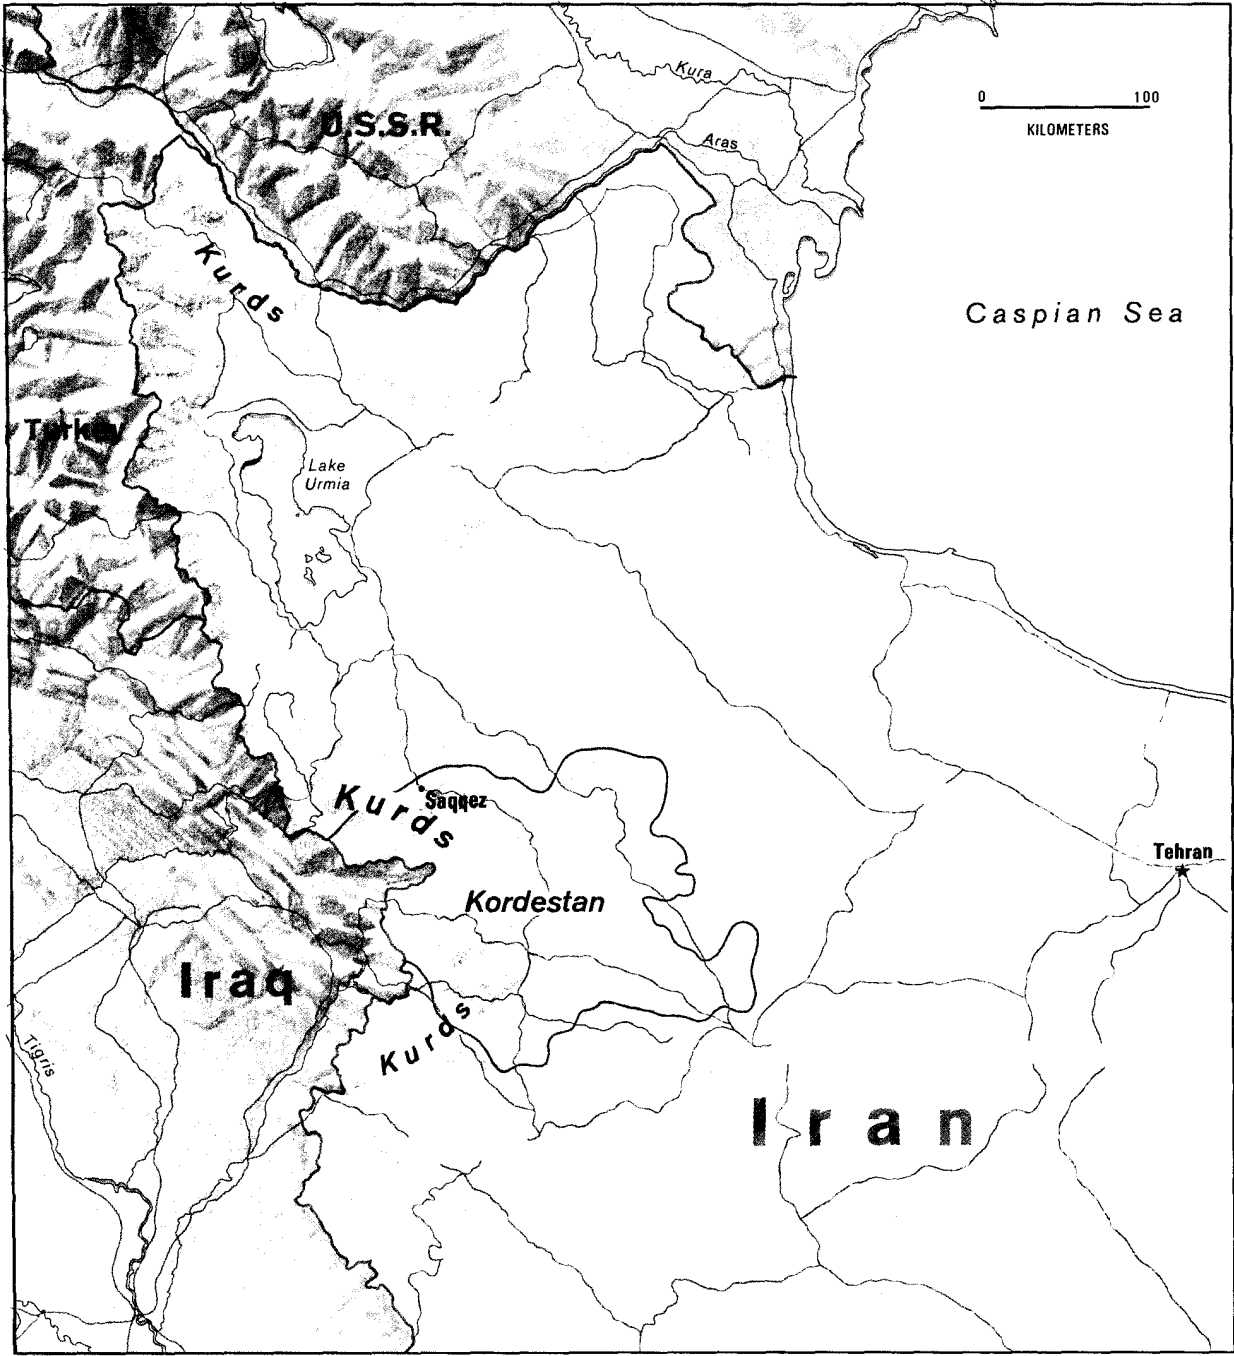 Kura
0 100
KILOMETERS
U.S.S.R.
Aras
Kurds
Caspian Sea
Turkey
Lake
Urmia
Kurds
Saqqez
Tehran
Kordestan
Iraq
Kurds
Tigris
Iran